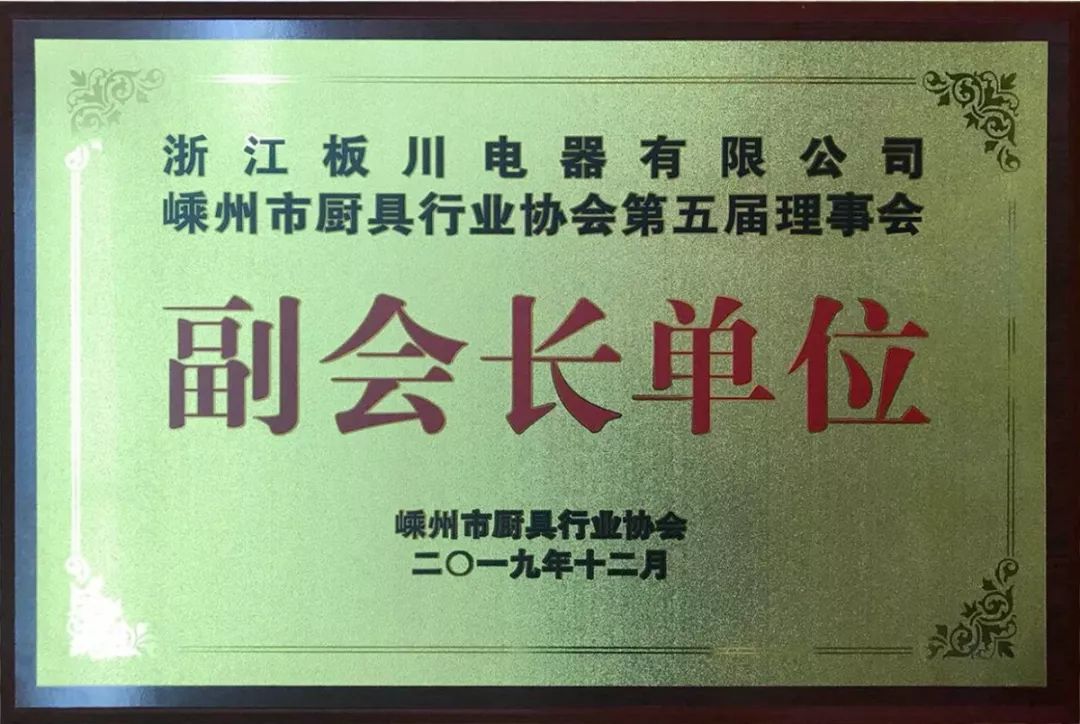 浙江板川电器有限公司
嵊州市厨具行业协会第五届理事会
副会长单位
嵊州市厨具行业协会
二〇一九年十二月